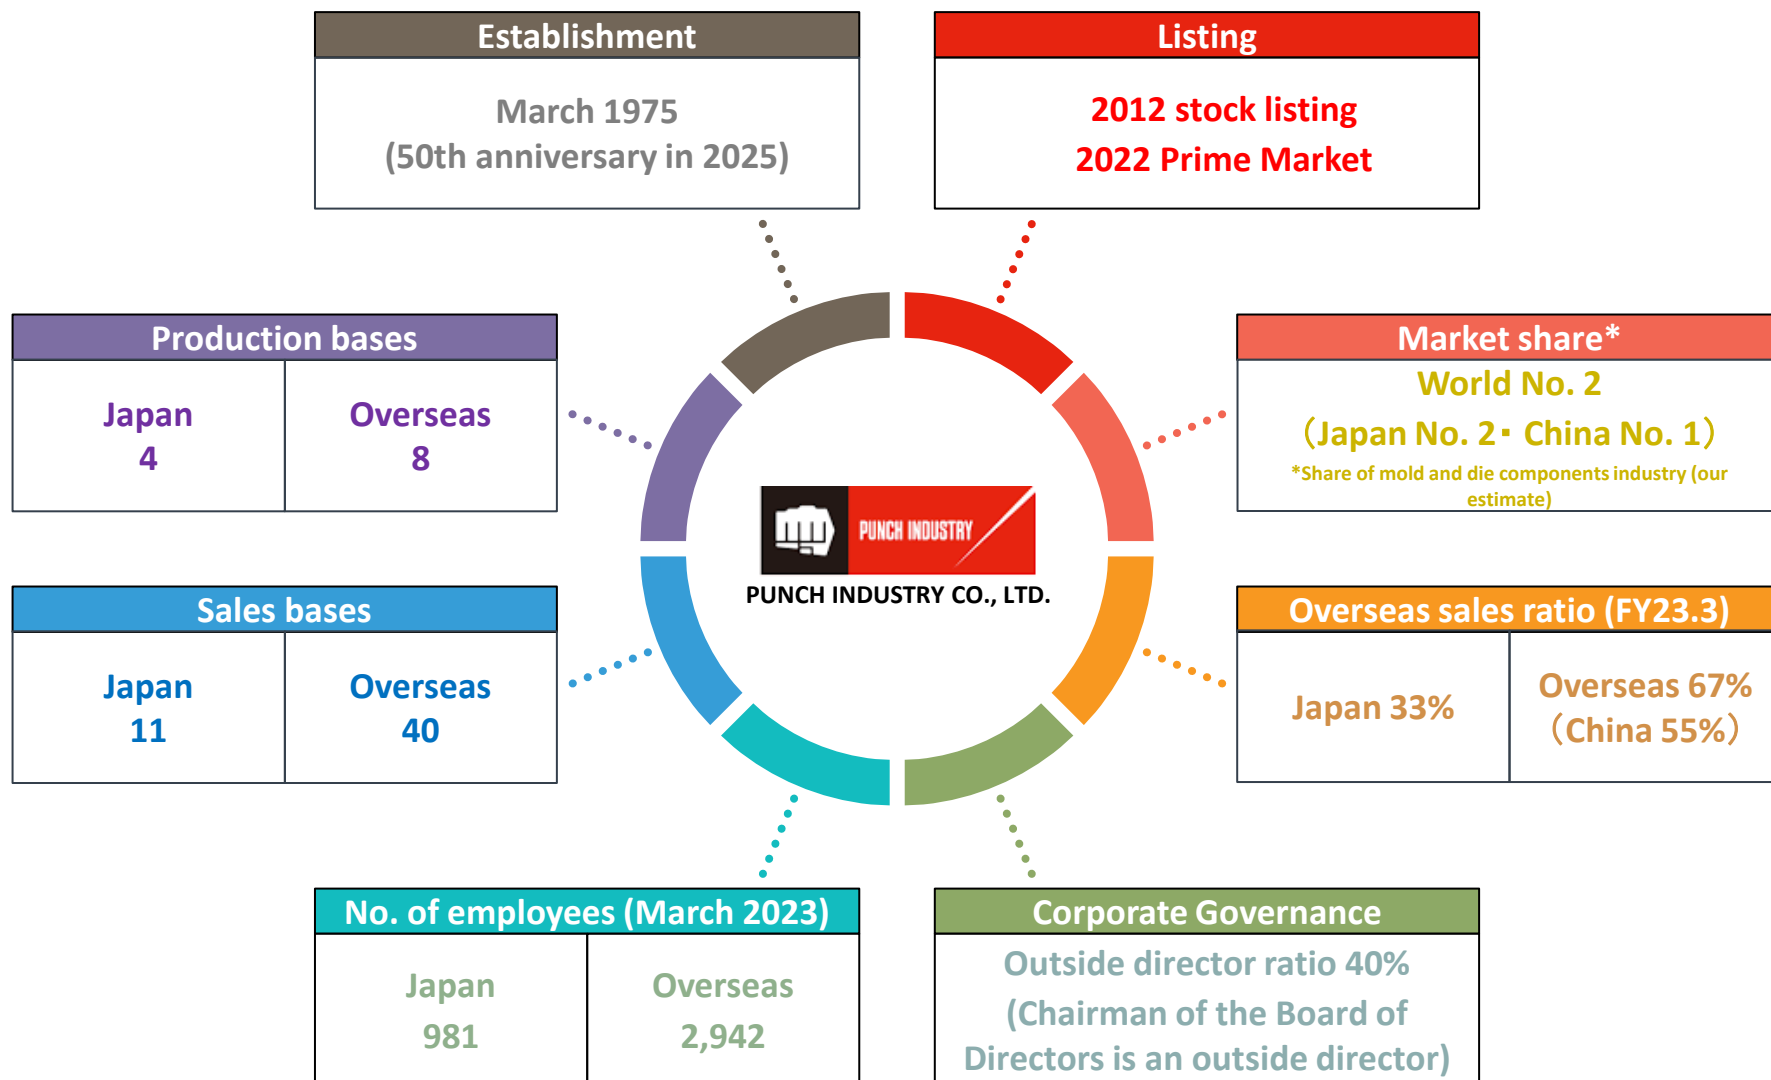 Establishment
March 1975
(50th anniversary in 2025)
Listing
2012 stock listing
2022 Prime Market
Production bases
Japan
4
Overseas
8
Market share*
World No. 2
（Japan No. 2・ China No. 1）
*Share of mold and die components industry (our
estimate)
PUNCH INDUSTRY
PUNCH INDUSTRY CO., LTD.
Sales bases
Japan
11
Overseas
40
Overseas sales ratio (FY23.3)
Japan 33%
Overseas 67%
（China 55%）
No. of employees (March 2023)
Japan
981
Overseas
2,942
Corporate Governance
Outside director ratio 40%
(Chairman of the Board of
Directors is an outside director)